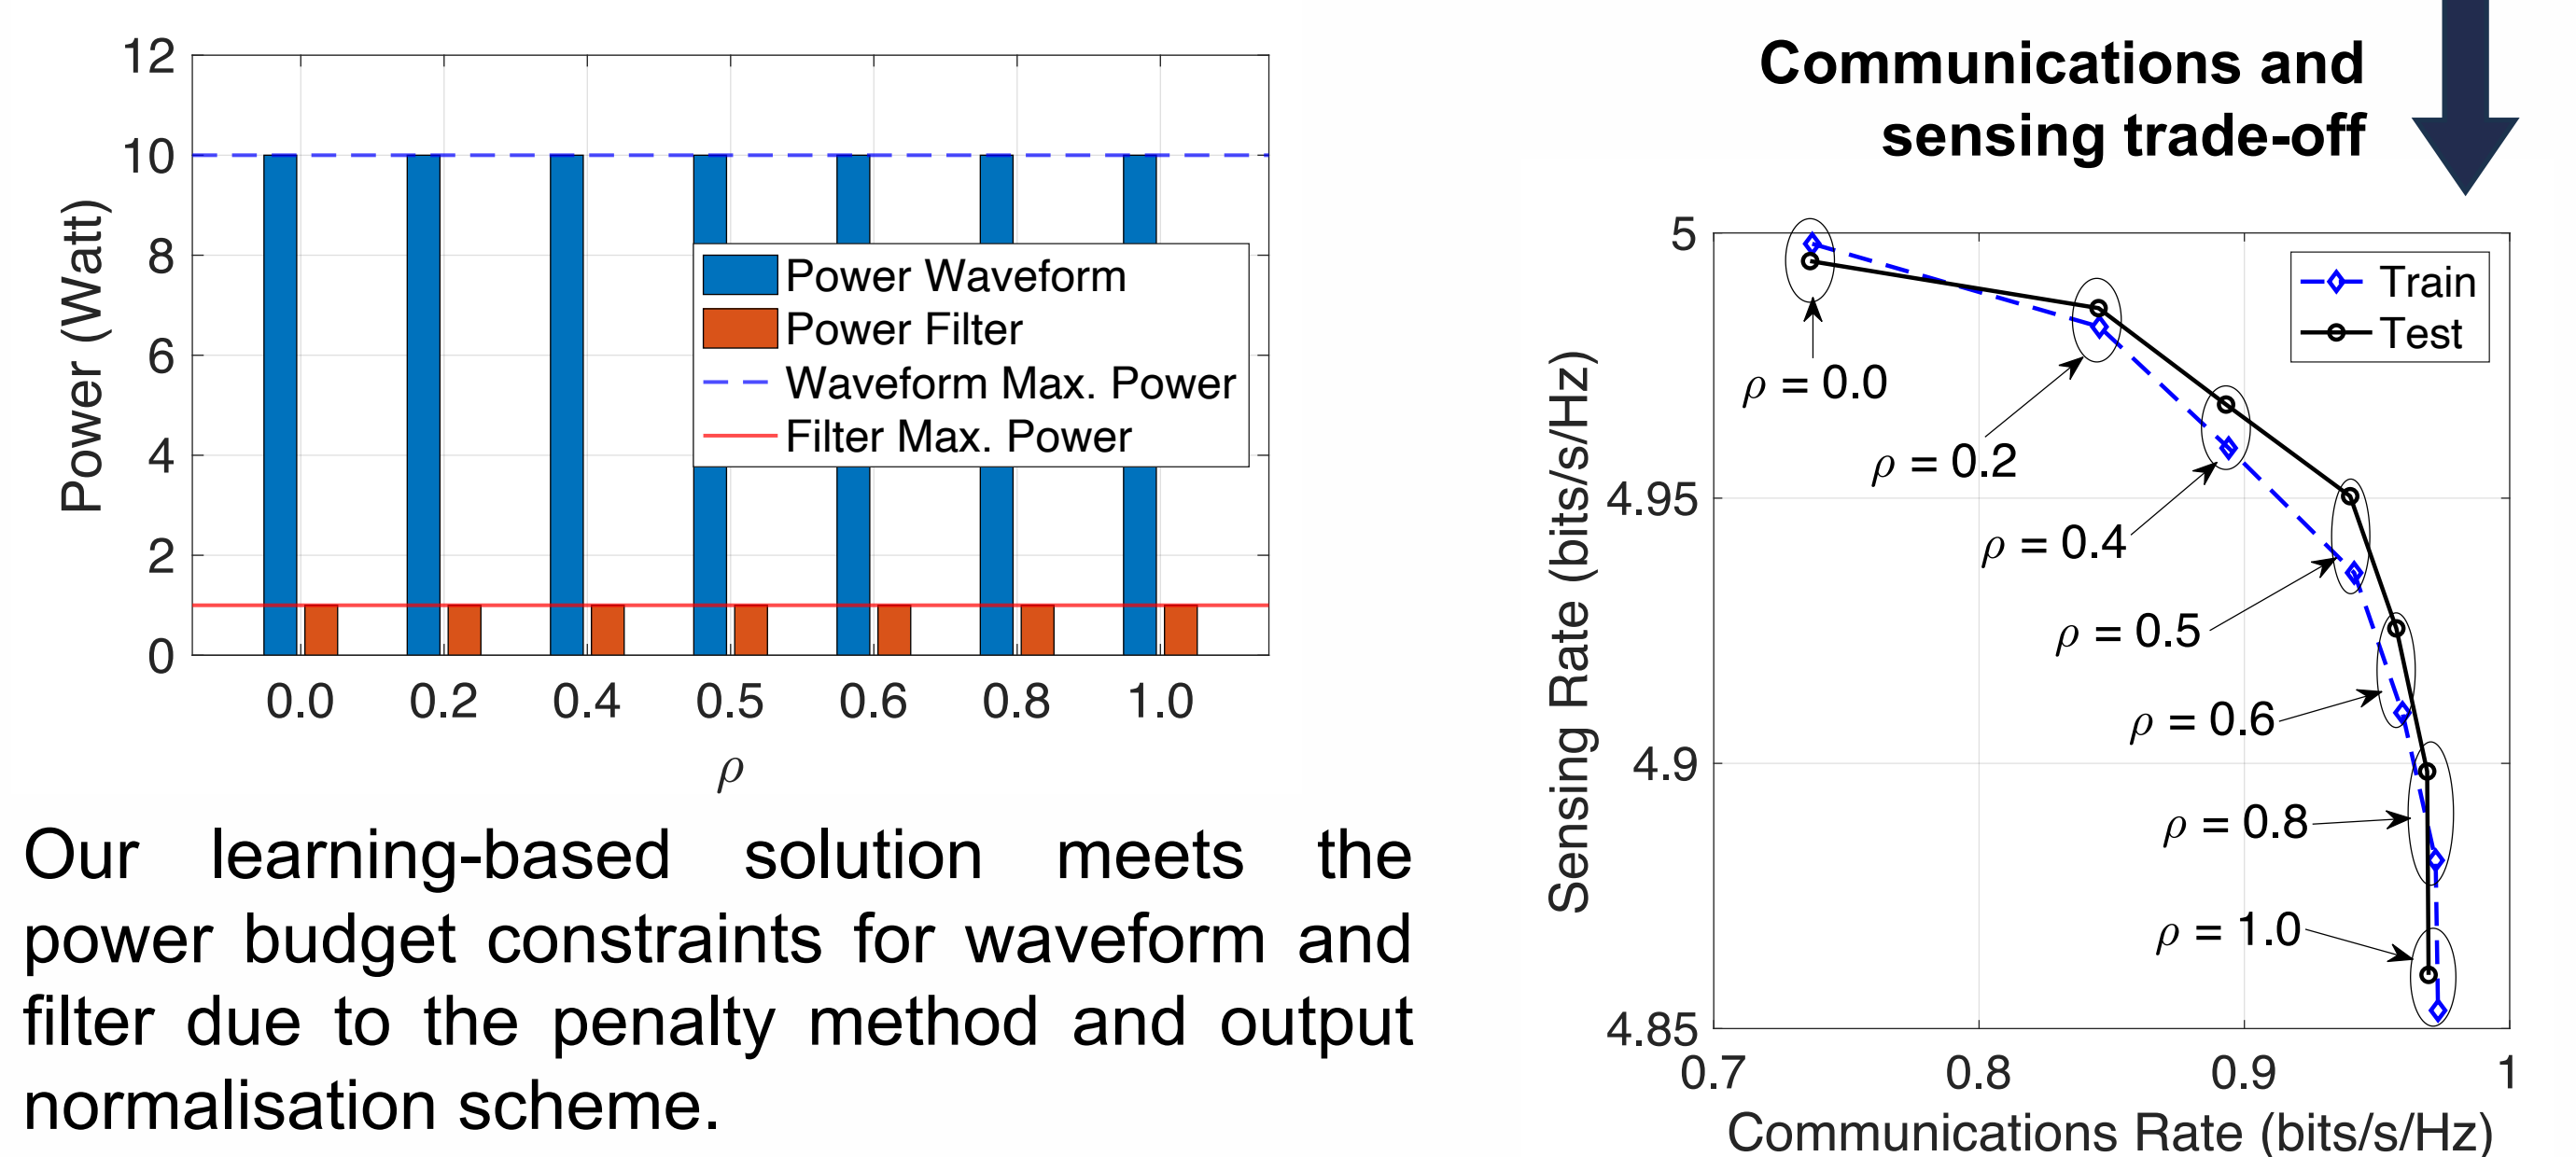 12
10
8
6
4
2
0
Power (Watt)
Power Waveform
Power Filter
Waveform Max. Power
Filter Max. Power
0.0 0.2 0.4 0.5 0.6 0.8 1.0
ρ
Our learning-based solution meets the
power budget constraints for waveform and
filter due to the penalty method and output
normalisation scheme.
Communications and
sensing trade-off
5
4.95
4.9
4.85
Sensing Rate (bits/s/Hz)
Train
Test
ρ = 0.0
ρ = 0.2
ρ = 0.4
ρ = 0.5
ρ = 0.6
ρ = 0.8
ρ = 1.0
0.7 0.8 0.9 1
Communications Rate (bits/s/Hz)